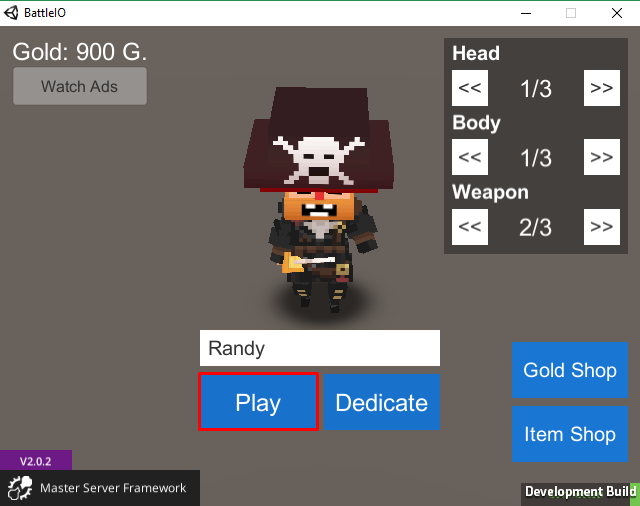 BattleIO
Gold: 900 G.
Watch Ads
Head
<< 1/3 >>
Body
<< 1/3 >>
Weapon
<< 2/3 >>
Randy
Play
Dedicate
Gold Shop
Item Shop
V2.0.2
Master Server Framework
Development Build